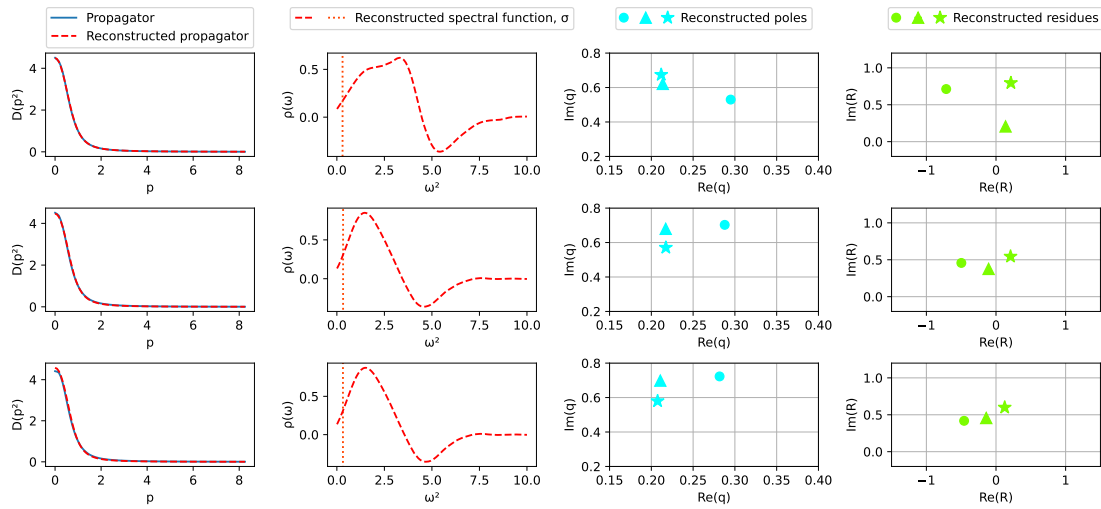 Propagator
Reconstructed propagator
Reconstructed spectral function, σ
Reconstructed poles
Reconstructed residues
D(p²)
4
2
0
0 2 4 6 8
p
ρ(ω)
0.5
0.0
0.0 2.5 5.0 7.5 10.0
ω²
Im(q)
0.8
0.6
0.4
0.2
0.15 0.20 0.25 0.30 0.35 0.40
Re(q)
Im(R)
1.0
0.5
0.0
−1 0 1
Re(R)
D(p²)
4
2
0
0 2 4 6 8
p
ρ(ω)
0.5
0.0
0.0 2.5 5.0 7.5 10.0
ω²
Im(q)
0.8
0.6
0.4
0.2
0.15 0.20 0.25 0.30 0.35 0.40
Re(q)
Im(R)
1.0
0.5
0.0
−1 0 1
Re(R)
D(p²)
4
2
0
0 2 4 6 8
p
ρ(ω)
0.5
0.0
0.0 2.5 5.0 7.5 10.0
ω²
Im(q)
0.8
0.6
0.4
0.2
0.15 0.20 0.25 0.30 0.35 0.40
Re(q)
Im(R)
1.0
0.5
0.0
−1 0 1
Re(R)